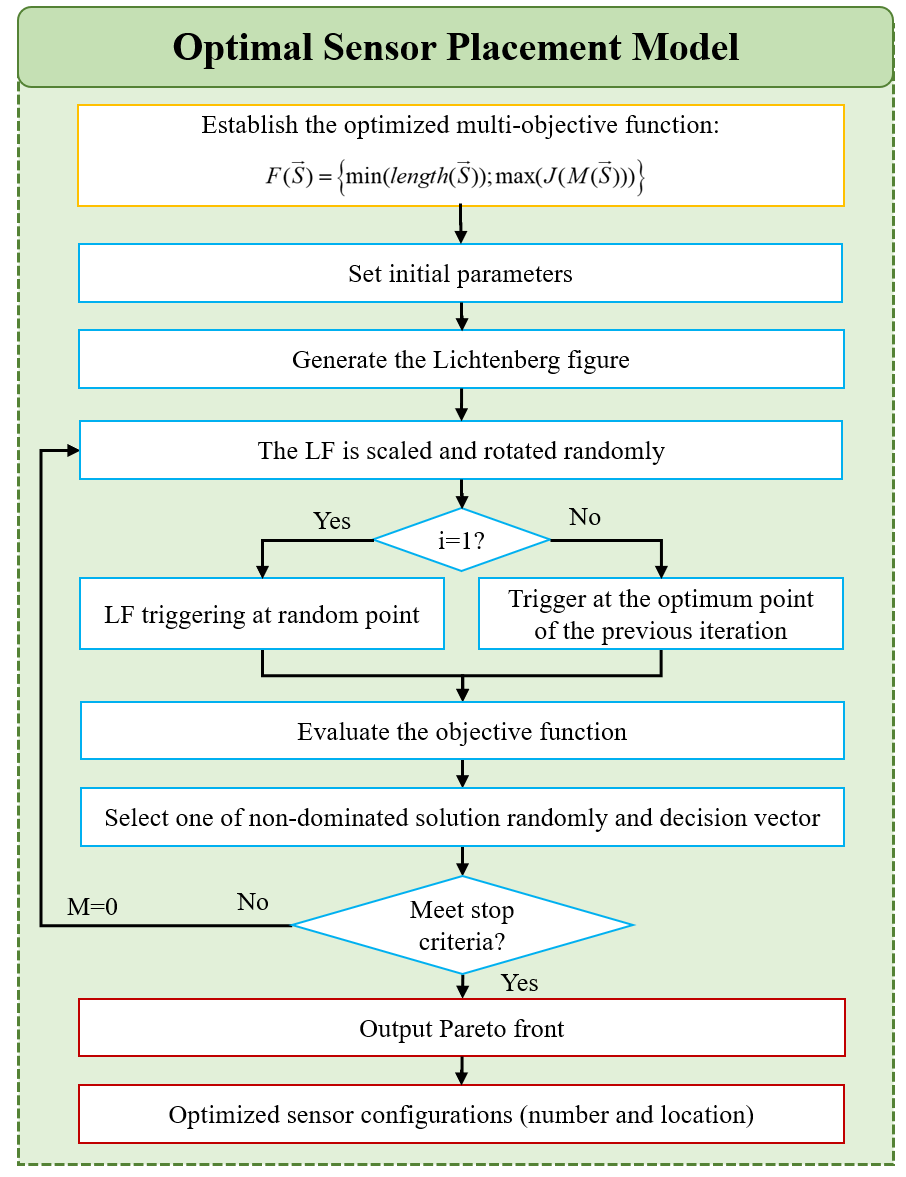 Optimal Sensor Placement Model
Establish the optimized multi-objective function:
F(S⃗) = {min(length(S⃗));max(J(M(S⃗)))}
Set initial parameters
Generate the Lichtenberg figure
The LF is scaled and rotated randomly
Yes
No
i=1?
LF triggering at random point
Trigger at the optimum point
of the previous iteration
Evaluate the objective function
Select one of non-dominated solution randomly and decision vector
M=0
No
Meet stop
criteria?
Yes
Output Pareto front
Optimized sensor configurations (number and location)